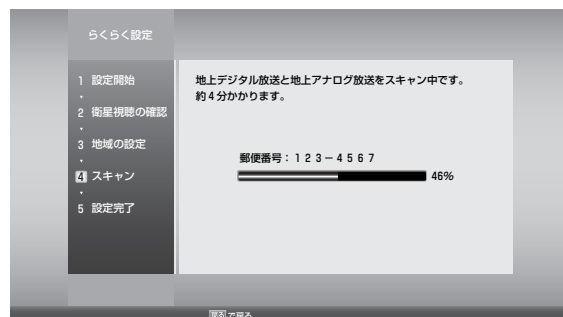 らくらく設定
1 設定開始
2 衛星視聴の確認
3 地域の設定
4 スキャン
5 設定完了
地上デジタル放送と地上アナログ放送をスキャン中です。
約4分かかります。
郵便番号：123－4567
46%
戻る で戻る